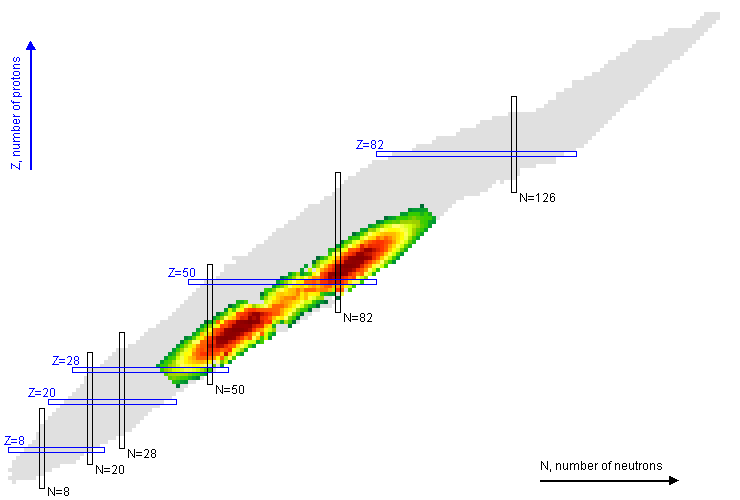 Z, number of protons
Z=82
N=126
Z=50
N=82
Z=28
N=50
Z=20
Z=8
N=28
N=20
N=8
N, number of neutrons